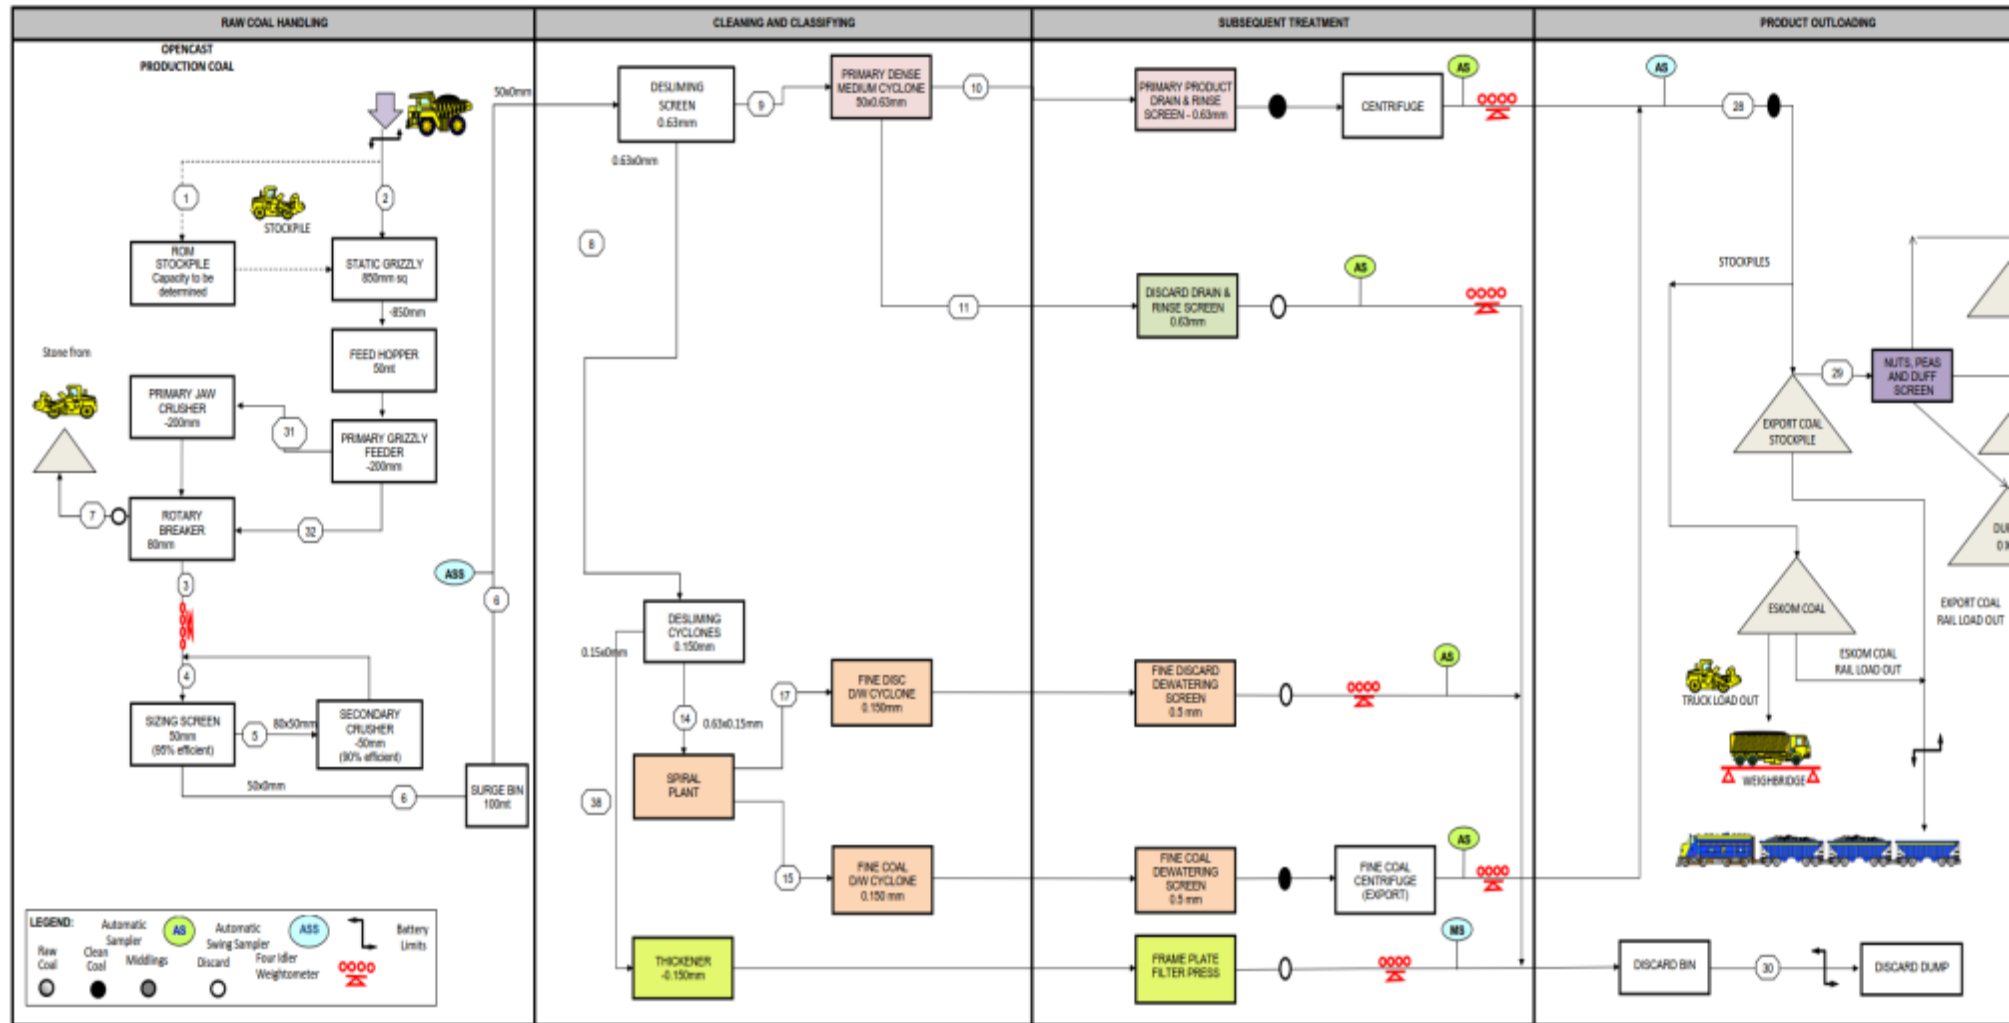 RAW COAL HANDLING
CLEANING AND CLASSIFYING
SUBSEQUENT TREATMENT
PRODUCT OUTLOADING
OPENCAST
PRODUCTION COAL
1
2
STOCKPILE
ROM
STOCKPILE
Capacity to be
determined
STATIC GRIZZLY
850mm sq
-850mm
FEED HOPPER
50mt
Stone from
PRIMARY JAW
CRUSHER
-200mm
31
PRIMARY GRIZZLY
FEEDER
-200mm
7
ROTARY
BREAKER
80mm
32
3
ASS
6
4
SIZING SCREEN
50mm
(95% efficient)
5
80x50mm
SECONDARY
CRUSHER
-50mm
(90% efficient)
50x0mm
6
SURGE BIN
100mt
LEGEND:
Automatic
Sampler
AS
Automatic
Swing Sampler
ASS
Battery
Limits
Raw
Coal
Clean
Coal
Middlings
Discard
Four Idler
Weightometer
50x0mm
DESLIMING
SCREEN
0.63mm
9
PRIMARY DENSE
MEDIUM CYCLONE
50x0.63mm
10
0.63x0mm
8
11
DESLIMING
CYCLONES
0.150mm
0.15x0mm
14
0.63x0.15mm
17
FINE DISC
D/W CYCLONE
0.150mm
SPIRAL
PLANT
38
15
FINE COAL
D/W CYCLONE
0.150 mm
THICKENER
-0.150mm
PRIMARY PRODUCT
DRAIN & RINSE
SCREEN - 0.63mm
CENTRIFUGE
AS
DISCARD DRAIN &
RINSE SCREEN
0.63mm
AS
FINE DISCARD
DEWATERING
SCREEN
0.5 mm
AS
FINE COAL
DEWATERING
SCREEN
0.5 mm
FINE COAL
CENTRIFUGE
(EXPORT)
AS
FRAME PLATE
FILTER PRESS
MS
AS
28
STOCKPILES
29
NUTS, PEAS
AND DUFF
SCREEN
EXPORT COAL
STOCKPILE
ESKOM COAL
EXPORT COAL
RAIL LOAD OUT
ESKOM COAL
RAIL LOAD OUT
TRUCK LOAD OUT
WEIGHBRIDGE
DISCARD BIN
30
DISCARD DUMP